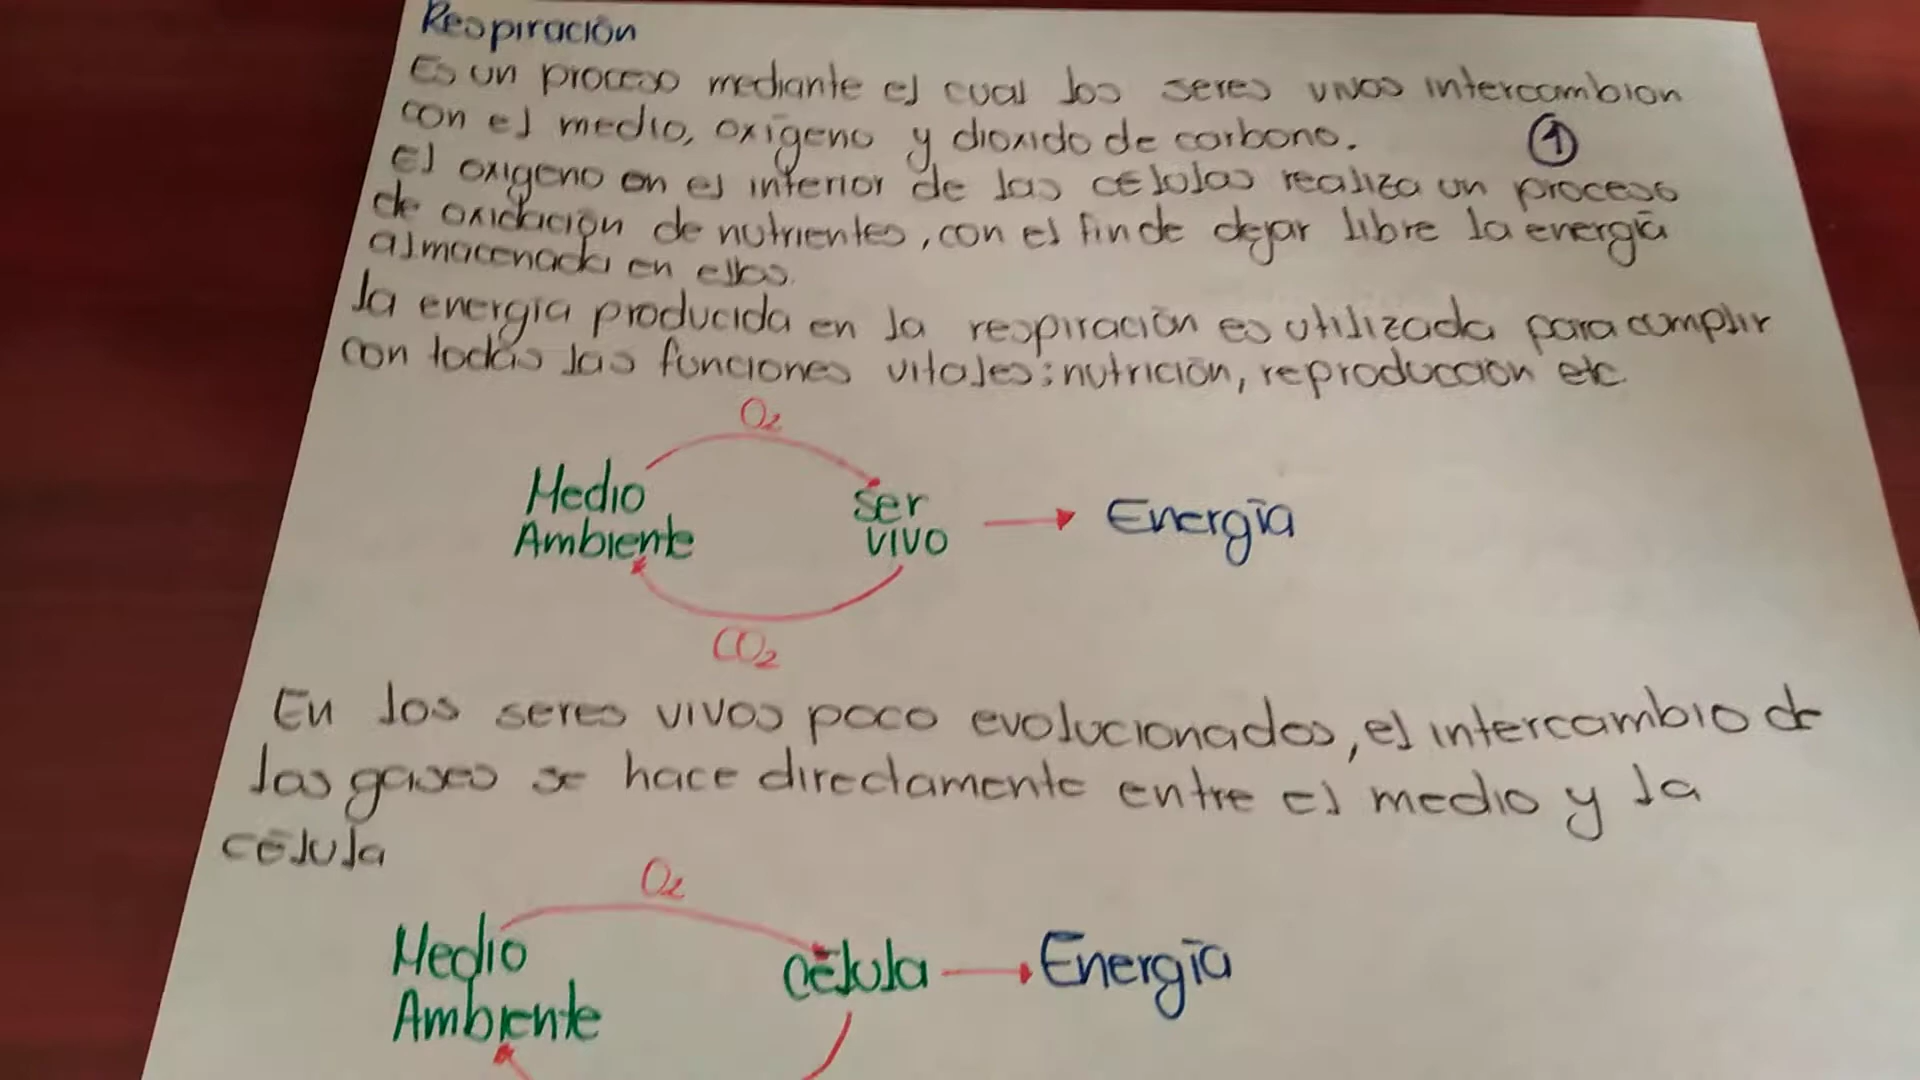 Respiración
Es un proceso mediante el cual los seres vivos intercambion
con el medio, oxígeno y dioxido de carbono.
①
El oxigeno en el interior de las células realiza un proceso
de oxidación de nutrientes, con el fin de dejar libre la energía
almacenada en ellos.
la energía producida en la respiración es utilizada para cumplir
con todas las funciones vitales: nutrición, reproduccion etc.
O₂
Medio
Ambiente
ser
vivo
Energía
CO₂
En los seres vivos poco evolucionados, el intercambio de
las gases se hace directamente entre el medio y la
célula
O₂
Medio
Ambiente
célula
Energía